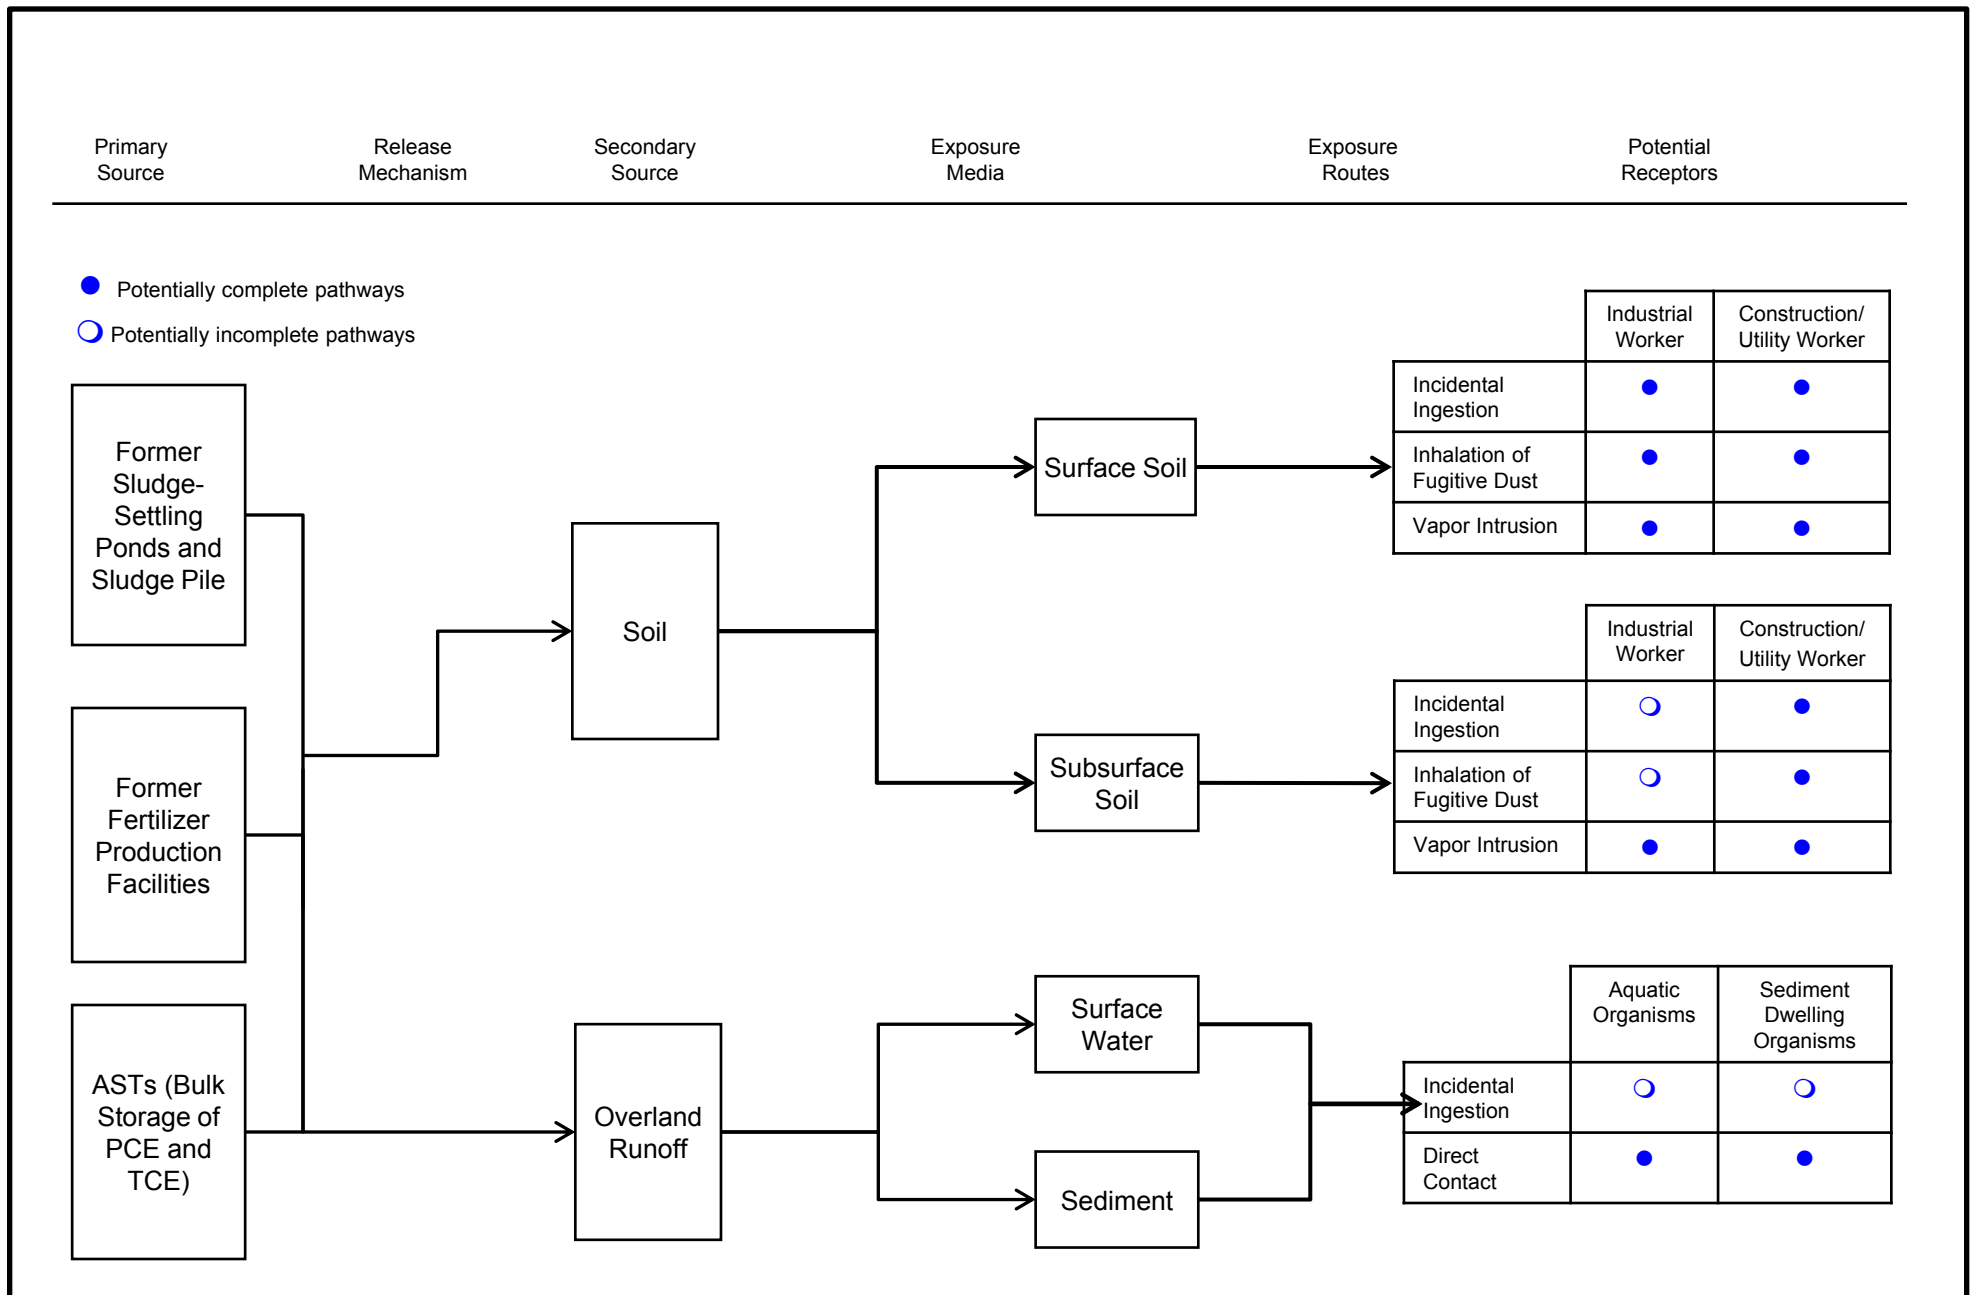 Primary
Source
Release
Mechanism
Secondary
Source
Exposure
Media
Exposure
Routes
Potential
Receptors
Potentially complete pathways
Potentially incomplete pathways
Former
Sludge-
Settling
Ponds and
Sludge Pile
Former
Fertilizer
Production
Facilities
ASTs (Bulk
Storage of
PCE and
TCE)
Soil
Overland
Runoff
Surface Soil
Subsurface
Soil
Surface
Water
Sediment
Industrial
Worker
Construction/
Utility Worker
Incidental
Ingestion
Inhalation of
Fugitive Dust
Vapor Intrusion
Industrial
Worker
Construction/
Utility Worker
Incidental
Ingestion
Inhalation of
Fugitive Dust
Vapor Intrusion
Aquatic
Organisms
Sediment
Dwelling
Organisms
Incidental
Ingestion
Direct
Contact